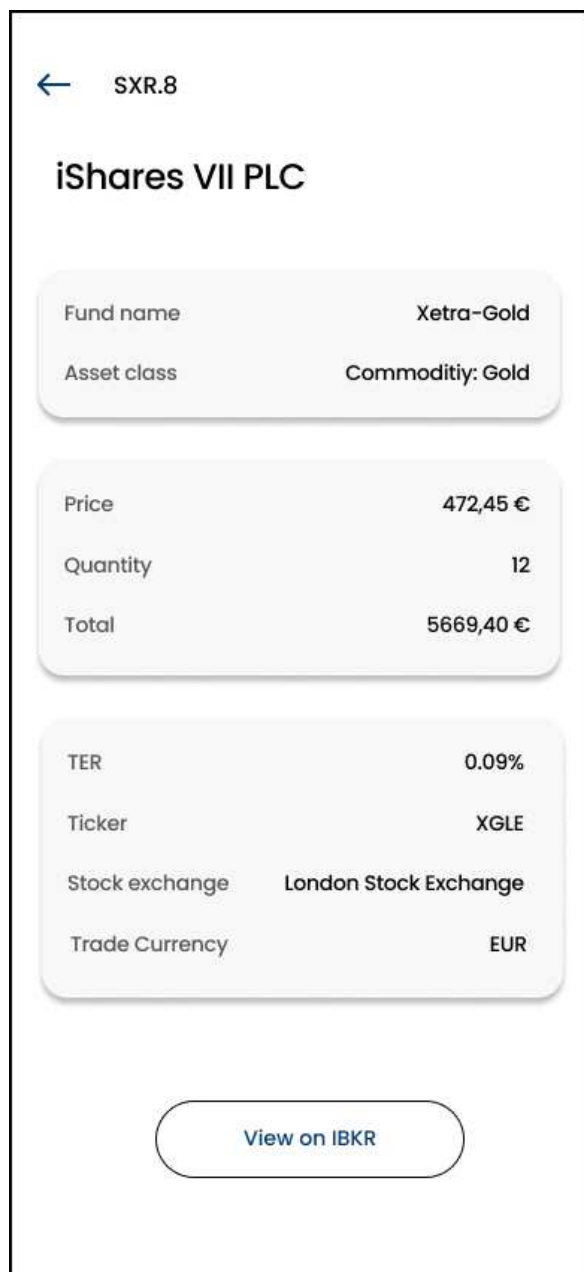 SXR.8
iShares VII PLC
Fund name Xetra-Gold
Asset class Commoditiy: Gold
Price 472,45 €
Quantity 12
Total 5669,40 €
TER 0.09%
Ticker XGLE
Stock exchange London Stock Exchange
Trade Currency EUR
View on IBKR